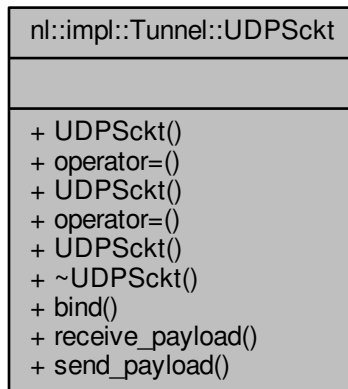 nl::impl::Tunnel::UDPSckt
+ UDPSckt()
+ operator=()
+ UDPSckt()
+ operator=()
+ UDPSckt()
+ ~UDPSckt()
+ bind()
+ receive_payload()
+ send_payload()